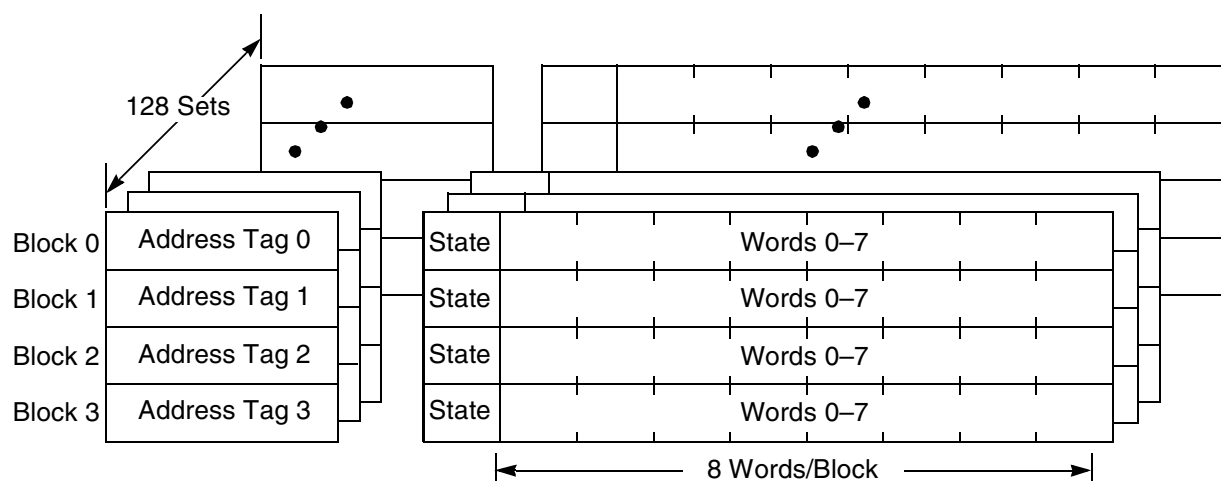 128 Sets
Block 0 Address Tag 0 State Words 0–7
Block 1 Address Tag 1 State Words 0–7
Block 2 Address Tag 2 State Words 0–7
Block 3 Address Tag 3 State Words 0–7
8 Words/Block